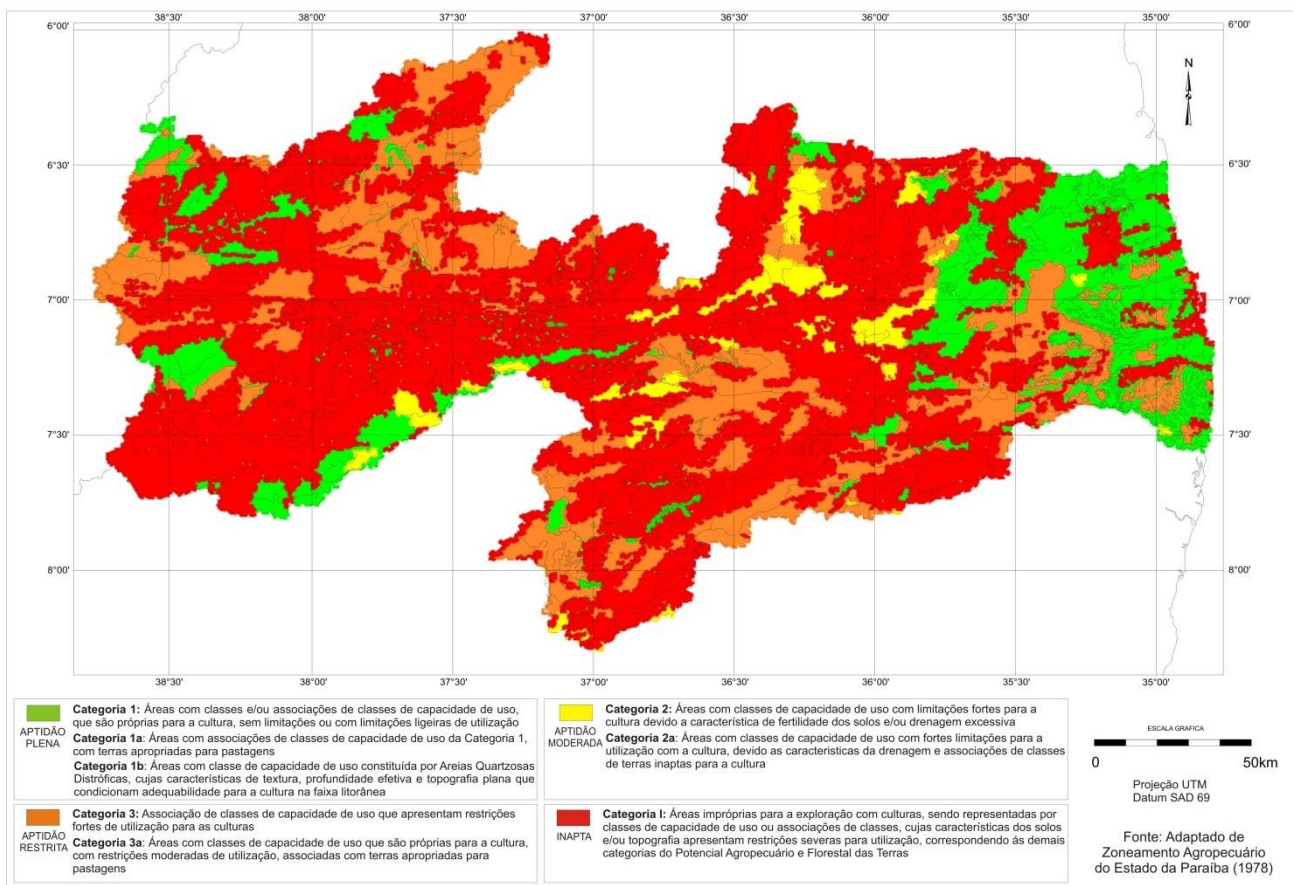 38°30'
38°00'
37°30'
37°00'
36°30'
36°00'
35°30'
35°00'
6°00'
6°00'
N
6°30'
6°30'
7°00'
7°00'
7°30'
7°30'
8°00'
8°00'
38°30'
38°00'
37°30'
37°00'
36°30'
36°00'
35°30'
35°00'
APTIDÃO
PLENA
Categoria 1: Áreas com classes e/ou associações de classes de capacidade de uso,
que são próprias para a cultura, sem limitações ou com limitações ligeiras de utilização
Categoria 1a: Áreas com associações de classes de capacidade de uso da Categoria 1,
com terras apropriadas para pastagens
Categoria 1b: Áreas com classe de capacidade de uso constituída por Areias Quartzosas
Distróficas, cujas características de textura, profundidade efetiva e topografia plana que
condicionam adequabilidade para a cultura na faixa litorânea
APTIDÃO
MODERADA
Categoria 2: Áreas com classes de capacidade de uso com limitações fortes para a
cultura devido a característica de fertilidade dos solos e/ou drenagem excessiva
Categoria 2a: Áreas com classes de capacidade de uso com fortes limitações para a
utilização com a cultura, devido as caracteristicas da drenagem e associações de classes
de terras inaptas para a cultura
APTIDÃO
RESTRITA
Categoria 3: Associação de classes de capacidade de uso que apresentam restrições
fortes de utilização para as culturas
Categoria 3a: Áreas com classes de capacidade de uso que são próprias para a cultura,
com restrições moderadas de utilização, associadas com terras apropriadas para
pastagens
INAPTA
Categoria I: Áreas impróprias para a exploração com culturas, sendo representadas por
classes de capacidade de uso ou associações de classes, cujas características dos solos
e/ou topografia apresentam restrições severas para utilização, correspondendo ás demais
categorias do Potencial Agropecuário e Florestal das Terras
ESCALA GRAFICA
0 50km
Projeção UTM
Datum SAD 69
Fonte: Adaptado de
Zoneamento Agropecuário
do Estado da Paraíba (1978)